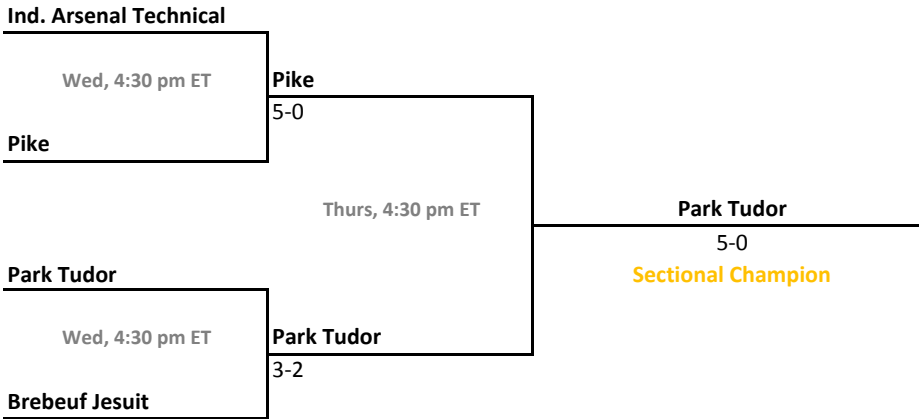 Ind. Arsenal Technical
Wed, 4:30 pm ET
Pike
5-0
Pike
Thurs, 4:30 pm ET
Park Tudor
5-0
Sectional Champion
Park Tudor
Wed, 4:30 pm ET
Park Tudor
3-2
Brebeuf Jesuit